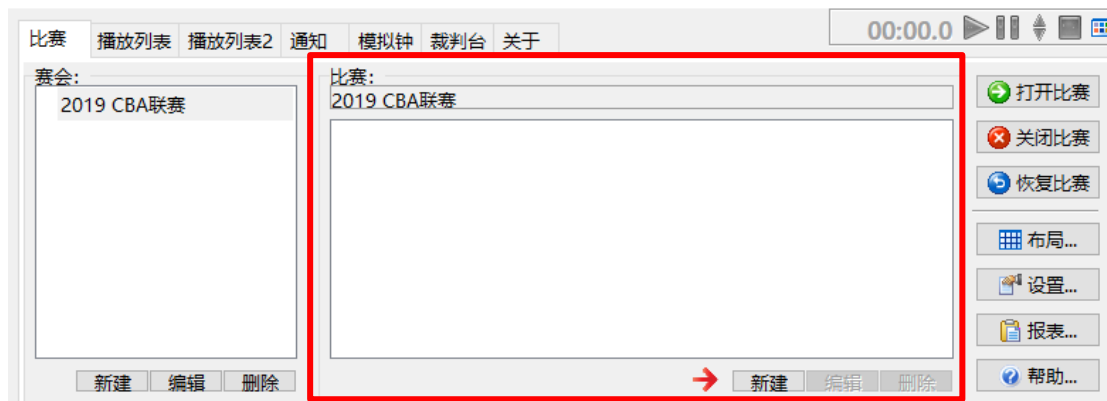 比赛 播放列表 播放列表2 通知 模拟钟 裁判台 关于 00:00.0
赛会:
2019 CBA联赛
新建 编辑 删除
比赛:
2019 CBA联赛
新建 编辑 删除
打开比赛
关闭比赛
恢复比赛
布局...
设置...
报表...
帮助...